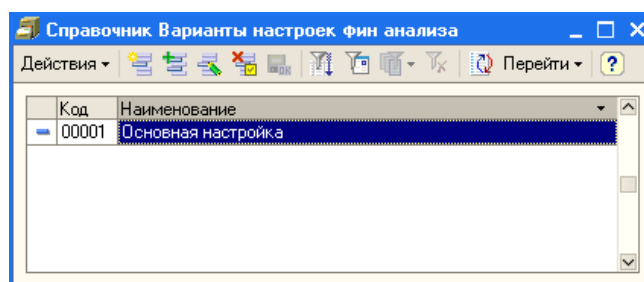 Справочник Варианты настроек фин анализа
Действия Перейти ?
Код Наименование
00001 Основная настройка